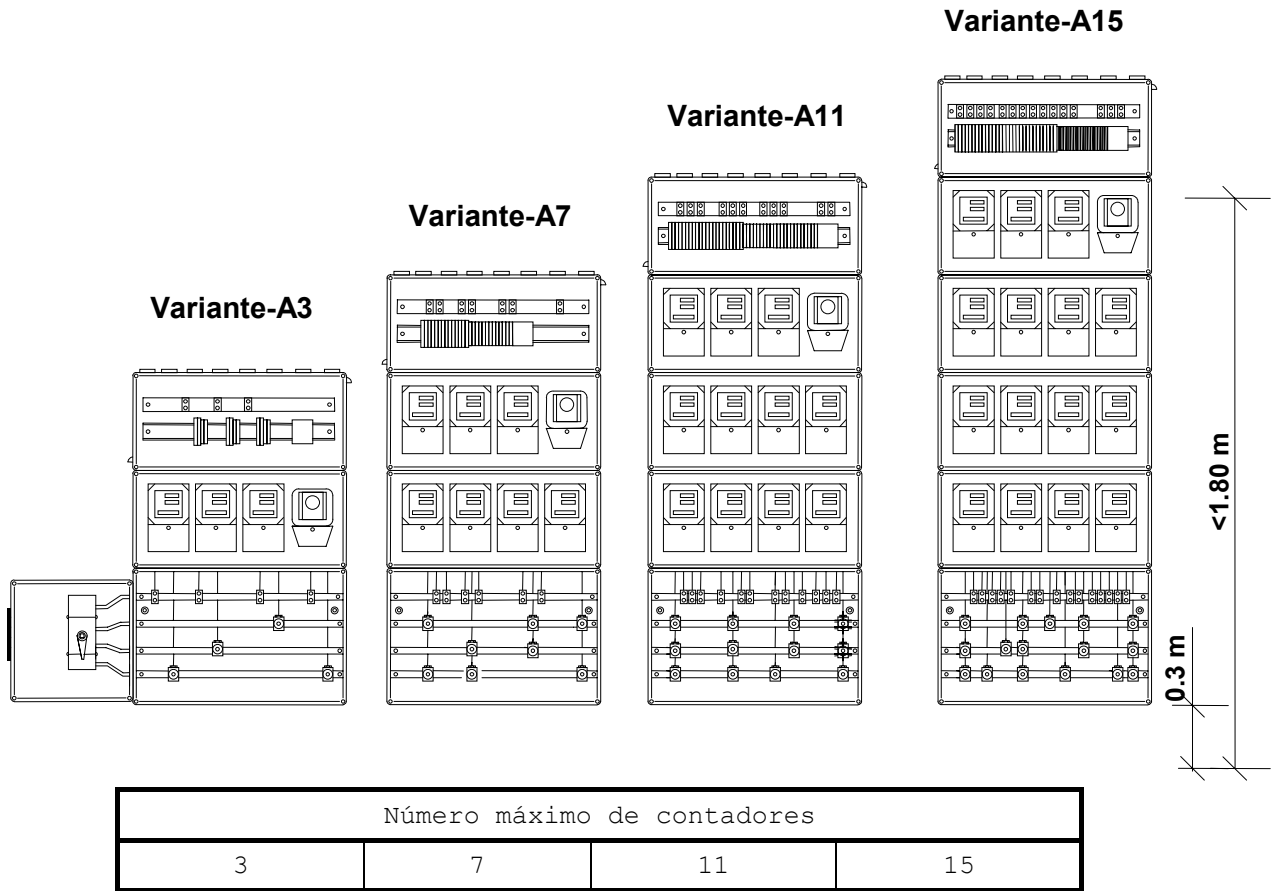 Variante-A15
Variante-A11
Variante-A7
Variante-A3
<1.80 m
0.3 m
Número máximo de contadores
3 7 11 15